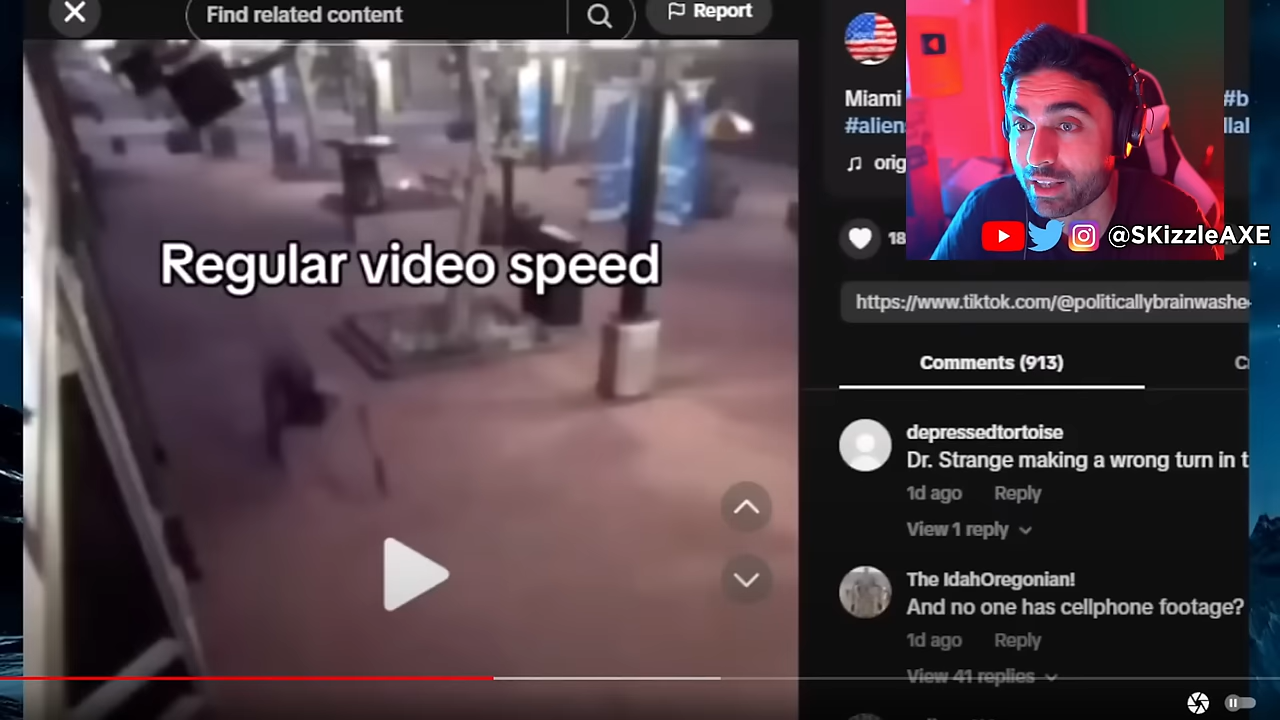 Find related content
Report
Regular video speed
Miami
#b
#alien
♫ orig
18
@SKizzleAXE
https://www.tiktok.com/@politicallybrainwashe
Comments (913)
depressedtortoise
Dr. Strange making a wrong turn in t
1d ago Reply
View 1 reply
The IdahOregonian!
And no one has cellphone footage?
1d ago Reply
View 41 replies